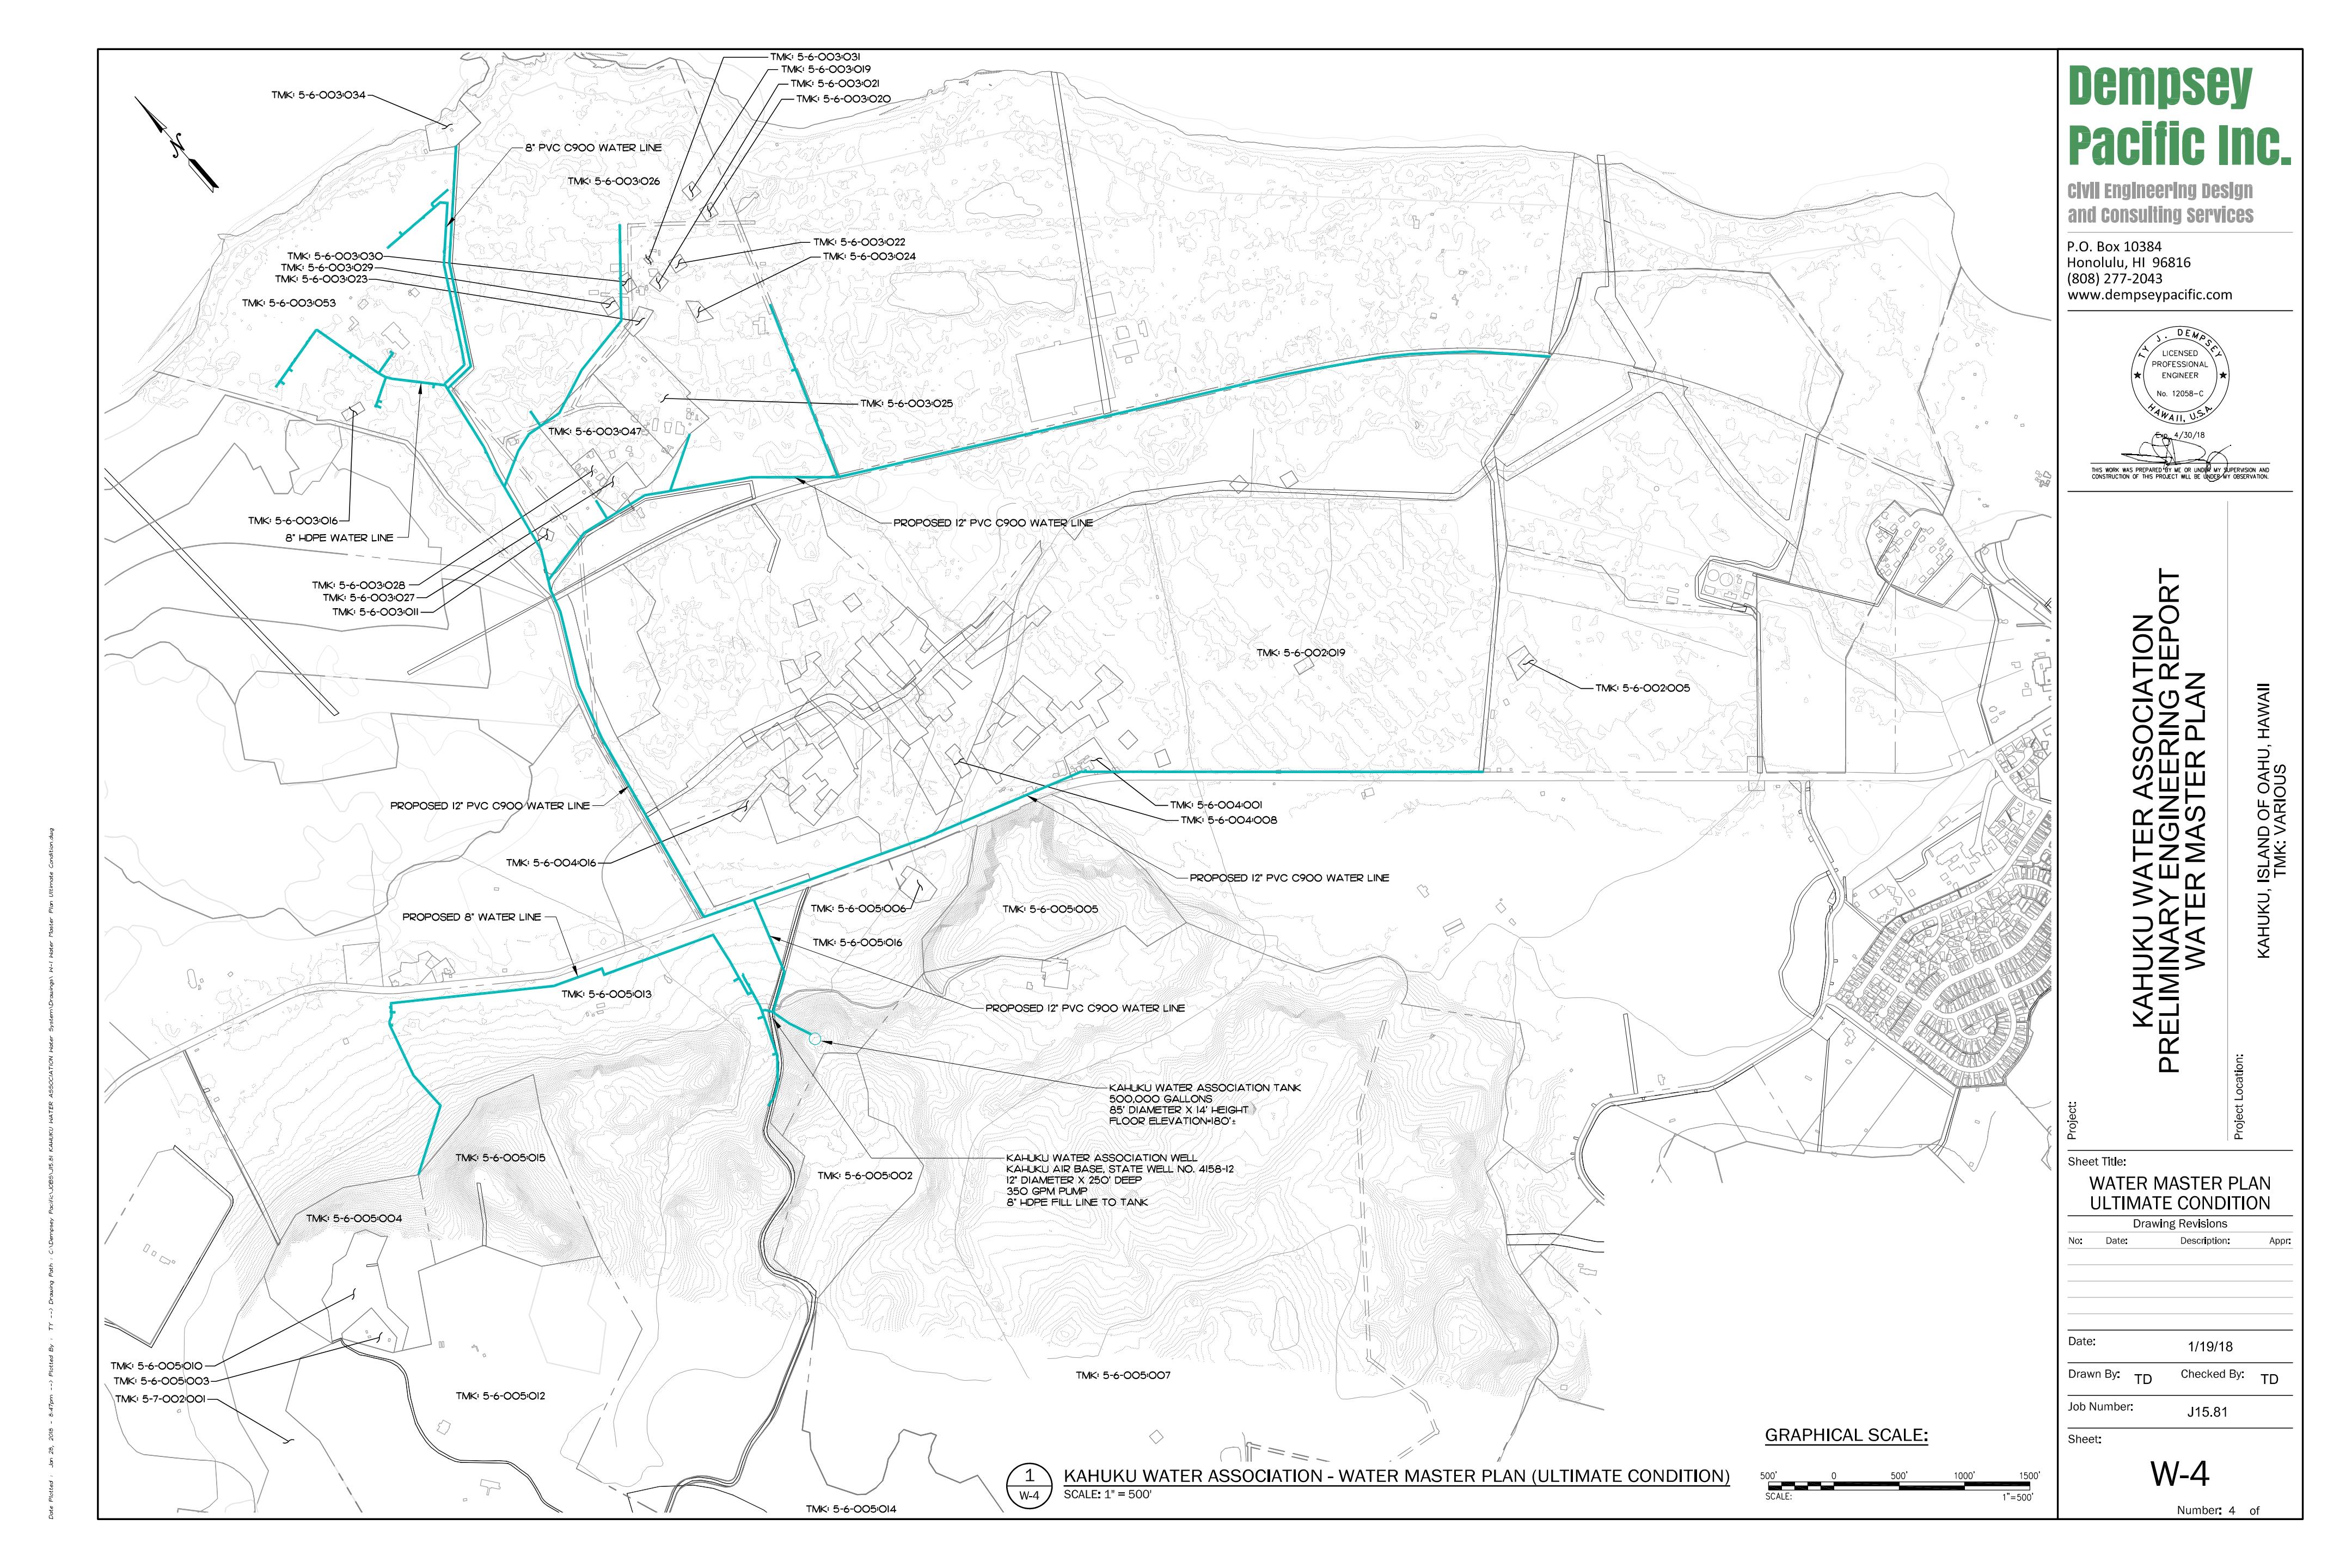 TMK: 5-6-003:031
TMK: 5-6-003:019
TMK: 5-6-003:021
TMK: 5-6-003:020
TMK: 5-6-003:034
8" PVC C900 WATER LINE
TMK: 5-6-003:026
N
TMK: 5-6-003:022
TMK: 5-6-003:024
TMK: 5-6-003:030
TMK: 5-6-003:029
TMK: 5-6-003:023
TMK: 5-6-003:053
TMK: 5-6-003:025
TMK: 5-6-003:047
TMK: 5-6-003:016
8" HDPE WATER LINE
PROPOSED 12" PVC C900 WATER LINE
TMK: 5-6-003:028
TMK: 5-6-003:027
TMK: 5-6-003:011
TMK: 5-6-002:019
TMK: 5-6-002:005
PROPOSED 12" PVC C900 WATER LINE
TMK: 5-6-004:001
TMK: 5-6-004:008
TMK: 5-6-004:016
PROPOSED 12" PVC C900 WATER LINE
PROPOSED 8" WATER LINE
TMK: 5-6-005:006
TMK: 5-6-005:005
TMK: 5-6-005:016
TMK: 5-6-005:013
PROPOSED 12" PVC C900 WATER LINE
KAHUKU WATER ASSOCIATION TANK
500,000 GALLONS
85' DIAMETER X 14' HEIGHT
FLOOR ELEVATION=180'±
KAHUKU WATER ASSOCIATION WELL
KAHUKU AIR BASE, STATE WELL NO. 4158-12
12" DIAMETER X 250' DEEP
350 GPM PUMP
8" HDPE FILL LINE TO TANK
TMK: 5-6-005:015
TMK: 5-6-005:002
TMK: 5-6-005:004
TMK: 5-6-005:010
TMK: 5-6-005:003
TMK: 5-7-002:001
TMK: 5-6-005:012
TMK: 5-6-005:007
TMK: 5-6-005:014
1
W-4
KAHUKU WATER ASSOCIATION - WATER MASTER PLAN (ULTIMATE CONDITION)
SCALE: 1" = 500'
GRAPHICAL SCALE:
500' 0 500' 1000' 1500'
SCALE: 1"=500'
Date Plotted : Jan 28, 2018 - 8:47pm --> Plotted By : TY --> Drawing Path : C:\Dempsey Pacific\JOBS\J15.81 KAHUKU WATER ASSOCIATION Water System\Drawings\ W-1 Water Master Plan Ultimate Condition.dwg
Dempsey
Pacific Inc.
Civil Engineering Design
and Consulting Services
P.O. Box 10384
Honolulu, HI 96816
(808) 277-2043
www.dempseypacific.com
TY J. DEMPSEY
LICENSED
PROFESSIONAL
ENGINEER
No. 12058-C
HAWAII, U.S.A.
Exp. 4/30/18
THIS WORK WAS PREPARED BY ME OR UNDER MY SUPERVISION AND
CONSTRUCTION OF THIS PROJECT WILL BE UNDER MY OBSERVATION.
Project:
KAHUKU WATER ASSOCIATION
PRELIMINARY ENGINEERING REPORT
WATER MASTER PLAN
Project Location:
KAHUKU, ISLAND OF OAHU, HAWAII
TMK: VARIOUS
Sheet Title:
WATER MASTER PLAN
ULTIMATE CONDITION
Drawing Revisions
No: Date: Description: Appr:
Date: 1/19/18
Drawn By: TD Checked By: TD
Job Number: J15.81
Sheet:
W-4
Number: 4 of